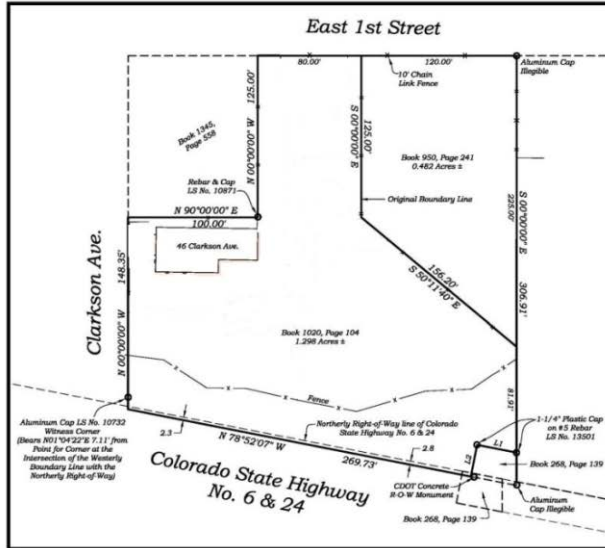 East 1st Street
80.00'
120.00'
Aluminum Cap
Illegible
10' Chain
Link Fence
Book 1345,
Page 558
N 00°00'00" W
125.00'
S 00°00'00" E
125.00'
Book 950, Page 241
0.482 Acres ±
Rebar & Cap
LS No. 10871
Original Boundary Line
S 00°00'00" E
225.00'
306.91'
N 90°00'00" E
100.00'
46 Clarkson Ave.
Clarkson Ave.
N 00°00'00" W
148.35'
156.20'
S 50°11'40" E
Book 1020, Page 104
1.298 Acres ±
81.91'
Fence
Aluminum Cap LS No. 10732
Witness Corner
(Bears N01°04'22"E 7.11' from
Point for Corner at the
Intersection of the Westerly
Boundary Line with the
Northerly Right-of-Way)
2.3
Northerly Right-of-Way line of Colorado
State Highway No. 6 & 24
N 78°52'07" W
269.73'
2.8
1-1/4" Plastic Cap
on #5 Rebar
LS No. 13501
L1
L2
Book 268, Page 139
Colorado State Highway
No. 6 & 24
CDOT Concrete
R-O-W Monument
Aluminum
Cap Illegible
Book 268, Page 139